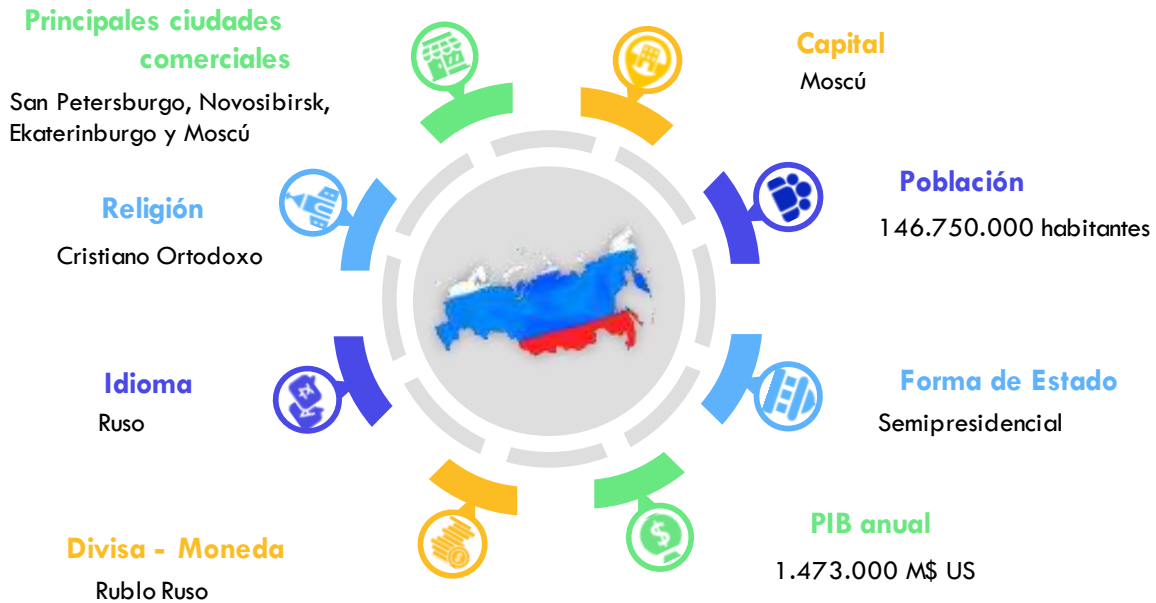 Principales ciudades
comerciales
San Petersburgo, Novosibirsk,
Ekaterinburgo y Moscú
Capital
Moscú
Religión
Cristiano Ortodoxo
Población
146.750.000 habitantes
Idioma
Ruso
Forma de Estado
Semipresidencial
Divisa - Moneda
Rublo Ruso
PIB anual
1.473.000 M$ US